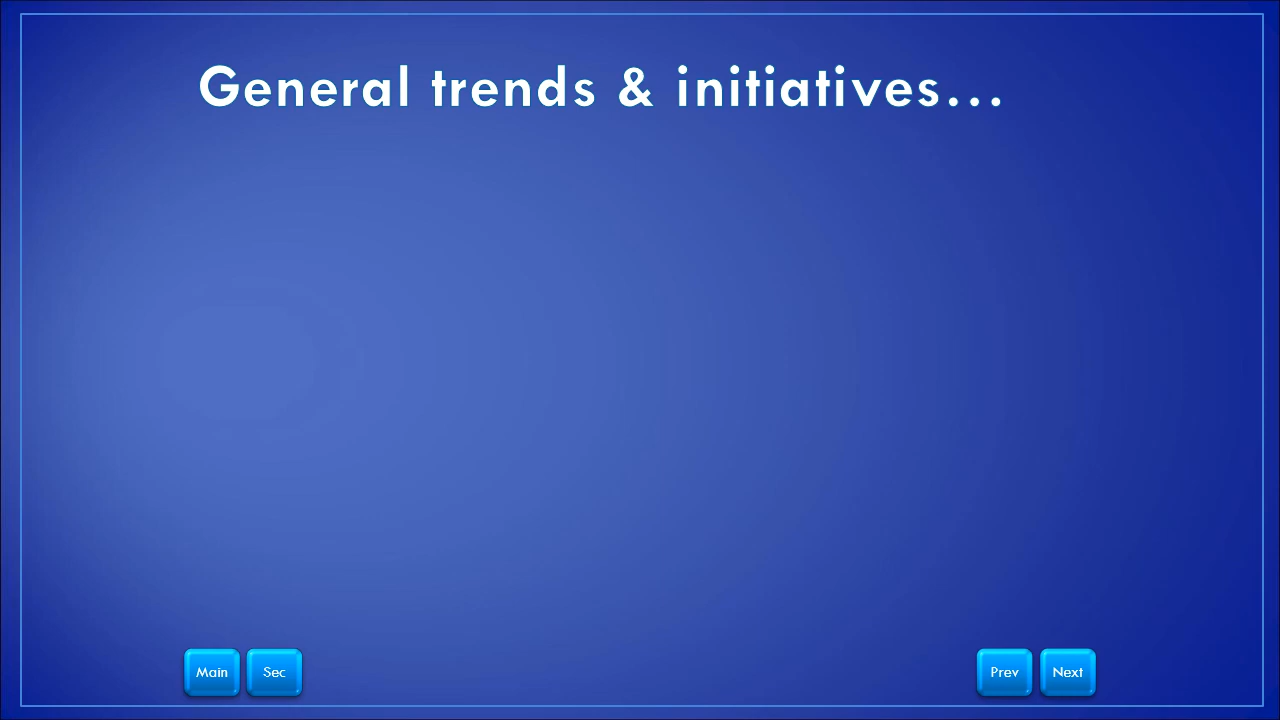 General trends & initiatives…
Main Sec Prev Next